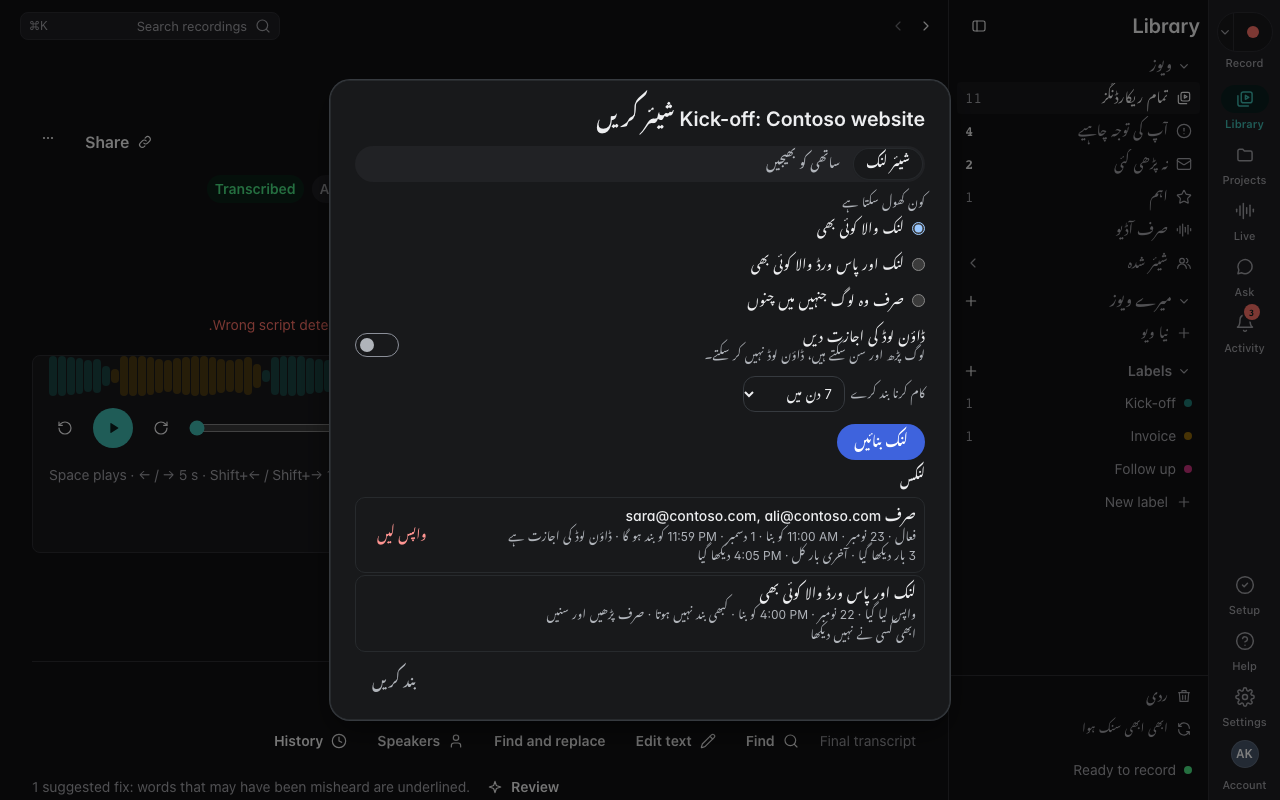 Search recordings
⌘K
Library
Record
ویوز
تمام ریکارڈنگز
11
آپ کی توجہ چاہیے
4
نہ پڑھی گئی
2
اہم
1
صرف آڈیو
شیئر شدہ
میرے ویوز
نیا ویو
Labels
Kick-off
1
Invoice
1
Follow up
New label
ردی
ابھی ابھی سنک ہوا
Ready to record
Library
Projects
Live
Ask
3
Activity
Setup
Help
Settings
AK
Account
Share
Transcribed
A
Wrong script dete
Space plays · ← / → 5 s · Shift+← / Shift+→
Kick-off: Contoso website شیئر کریں
شیئر لنک
ساتھی کو بھیجیں
کون کھول سکتا ہے
لنک والا کوئی بھی
لنک اور پاس ورڈ والا کوئی بھی
صرف وہ لوگ جنہیں میں چنوں
ڈاؤن لوڈ کی اجازت دیں
لوگ پڑھ اور سن سکتے ہیں، ڈاؤن لوڈ نہیں کر سکتے۔
کام کرنا بند کرے
7 دن میں
لنک بنائیں
لنکس
صرف sara@contoso.com, ali@contoso.com
فعال · 23 نومبر · 11:00 AM کو بنا · 1 دسمبر · 11:59 PM کو بند ہو گا · ڈاؤن لوڈ کی اجازت ہے
3 بار دیکھا گیا · آخری بار کل · 4:05 PM دیکھا گیا
واپس لیں
لنک اور پاس ورڈ والا کوئی بھی
واپس لیا گیا · 22 نومبر · 4:00 PM کو بنا · کبھی بند نہیں ہوتا · صرف پڑھیں اور سنیں
ابھی کسی نے نہیں دیکھا
بند کریں
History
Speakers
Find and replace
Edit text
Find
Final transcript
1 suggested fix: words that may have been misheard are underlined.
Review